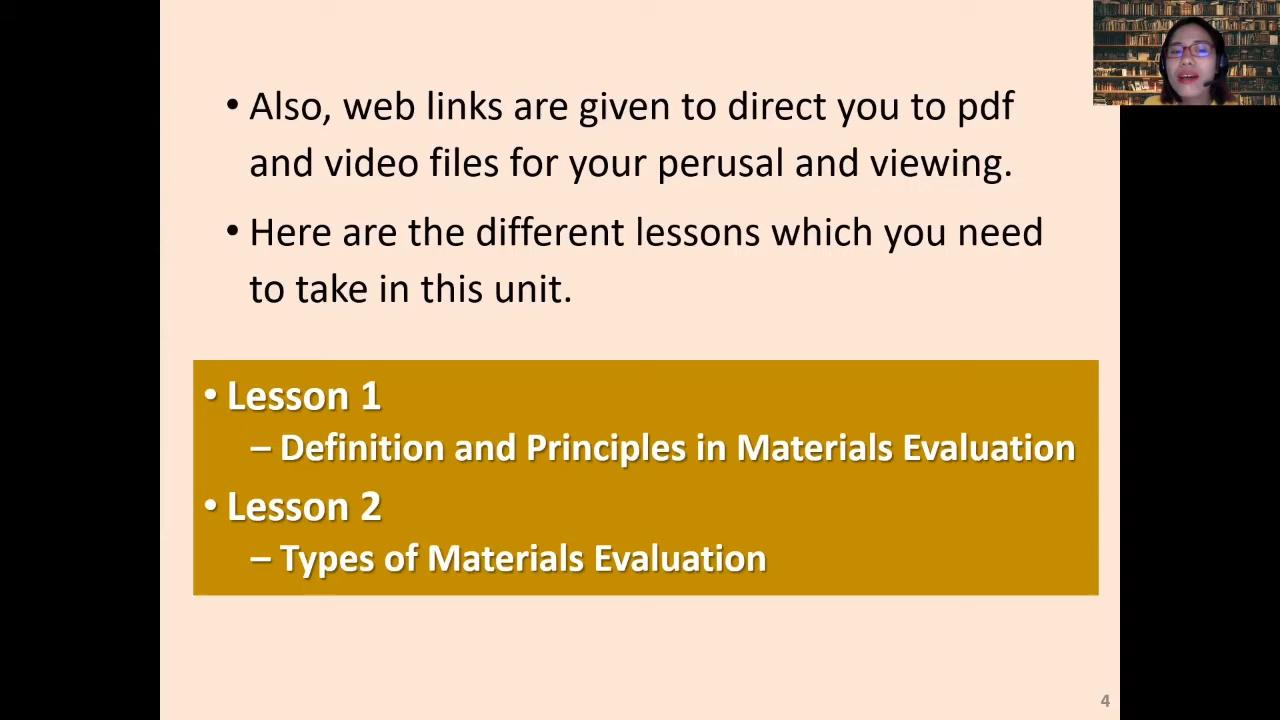 • Also, web links are given to direct you to pdf
and video files for your perusal and viewing.
• Here are the different lessons which you need
to take in this unit.
• Lesson 1
– Definition and Principles in Materials Evaluation
• Lesson 2
– Types of Materials Evaluation
4